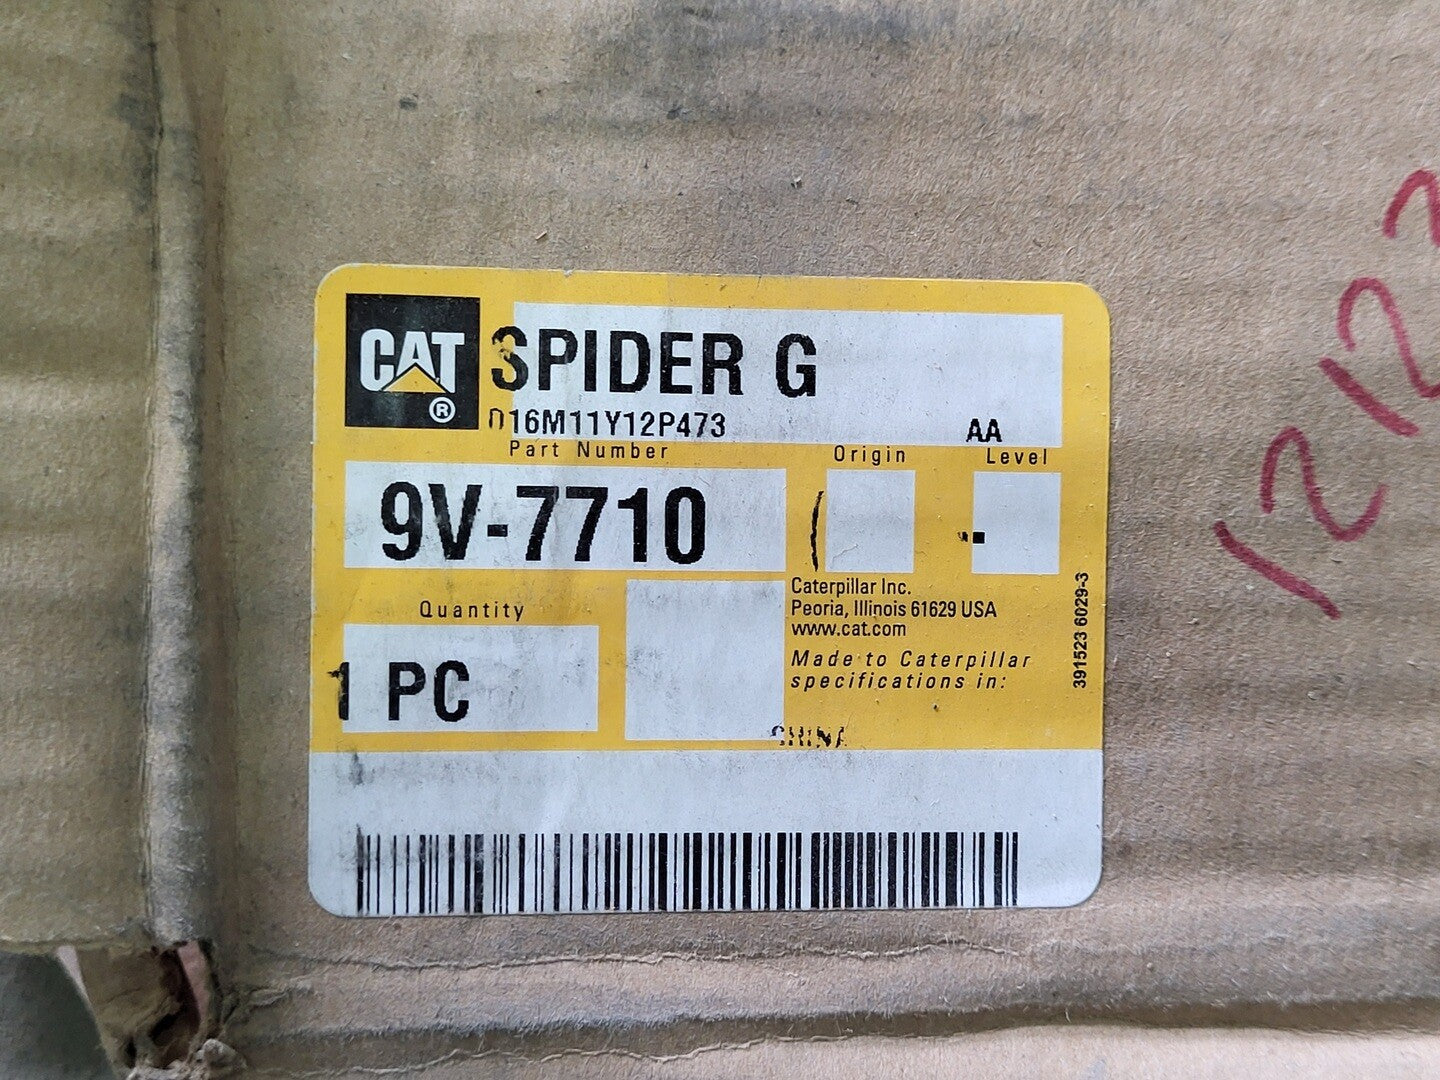 CAT ®
SPIDER G
016M11Y12P473 AA
Part Number Origin Level
9V-7710
Quantity
1 PC
Caterpillar Inc.
Peoria, Illinois 61629 USA
www.cat.com
Made to Caterpillar
specifications in:
CHINA
391523 6029-3